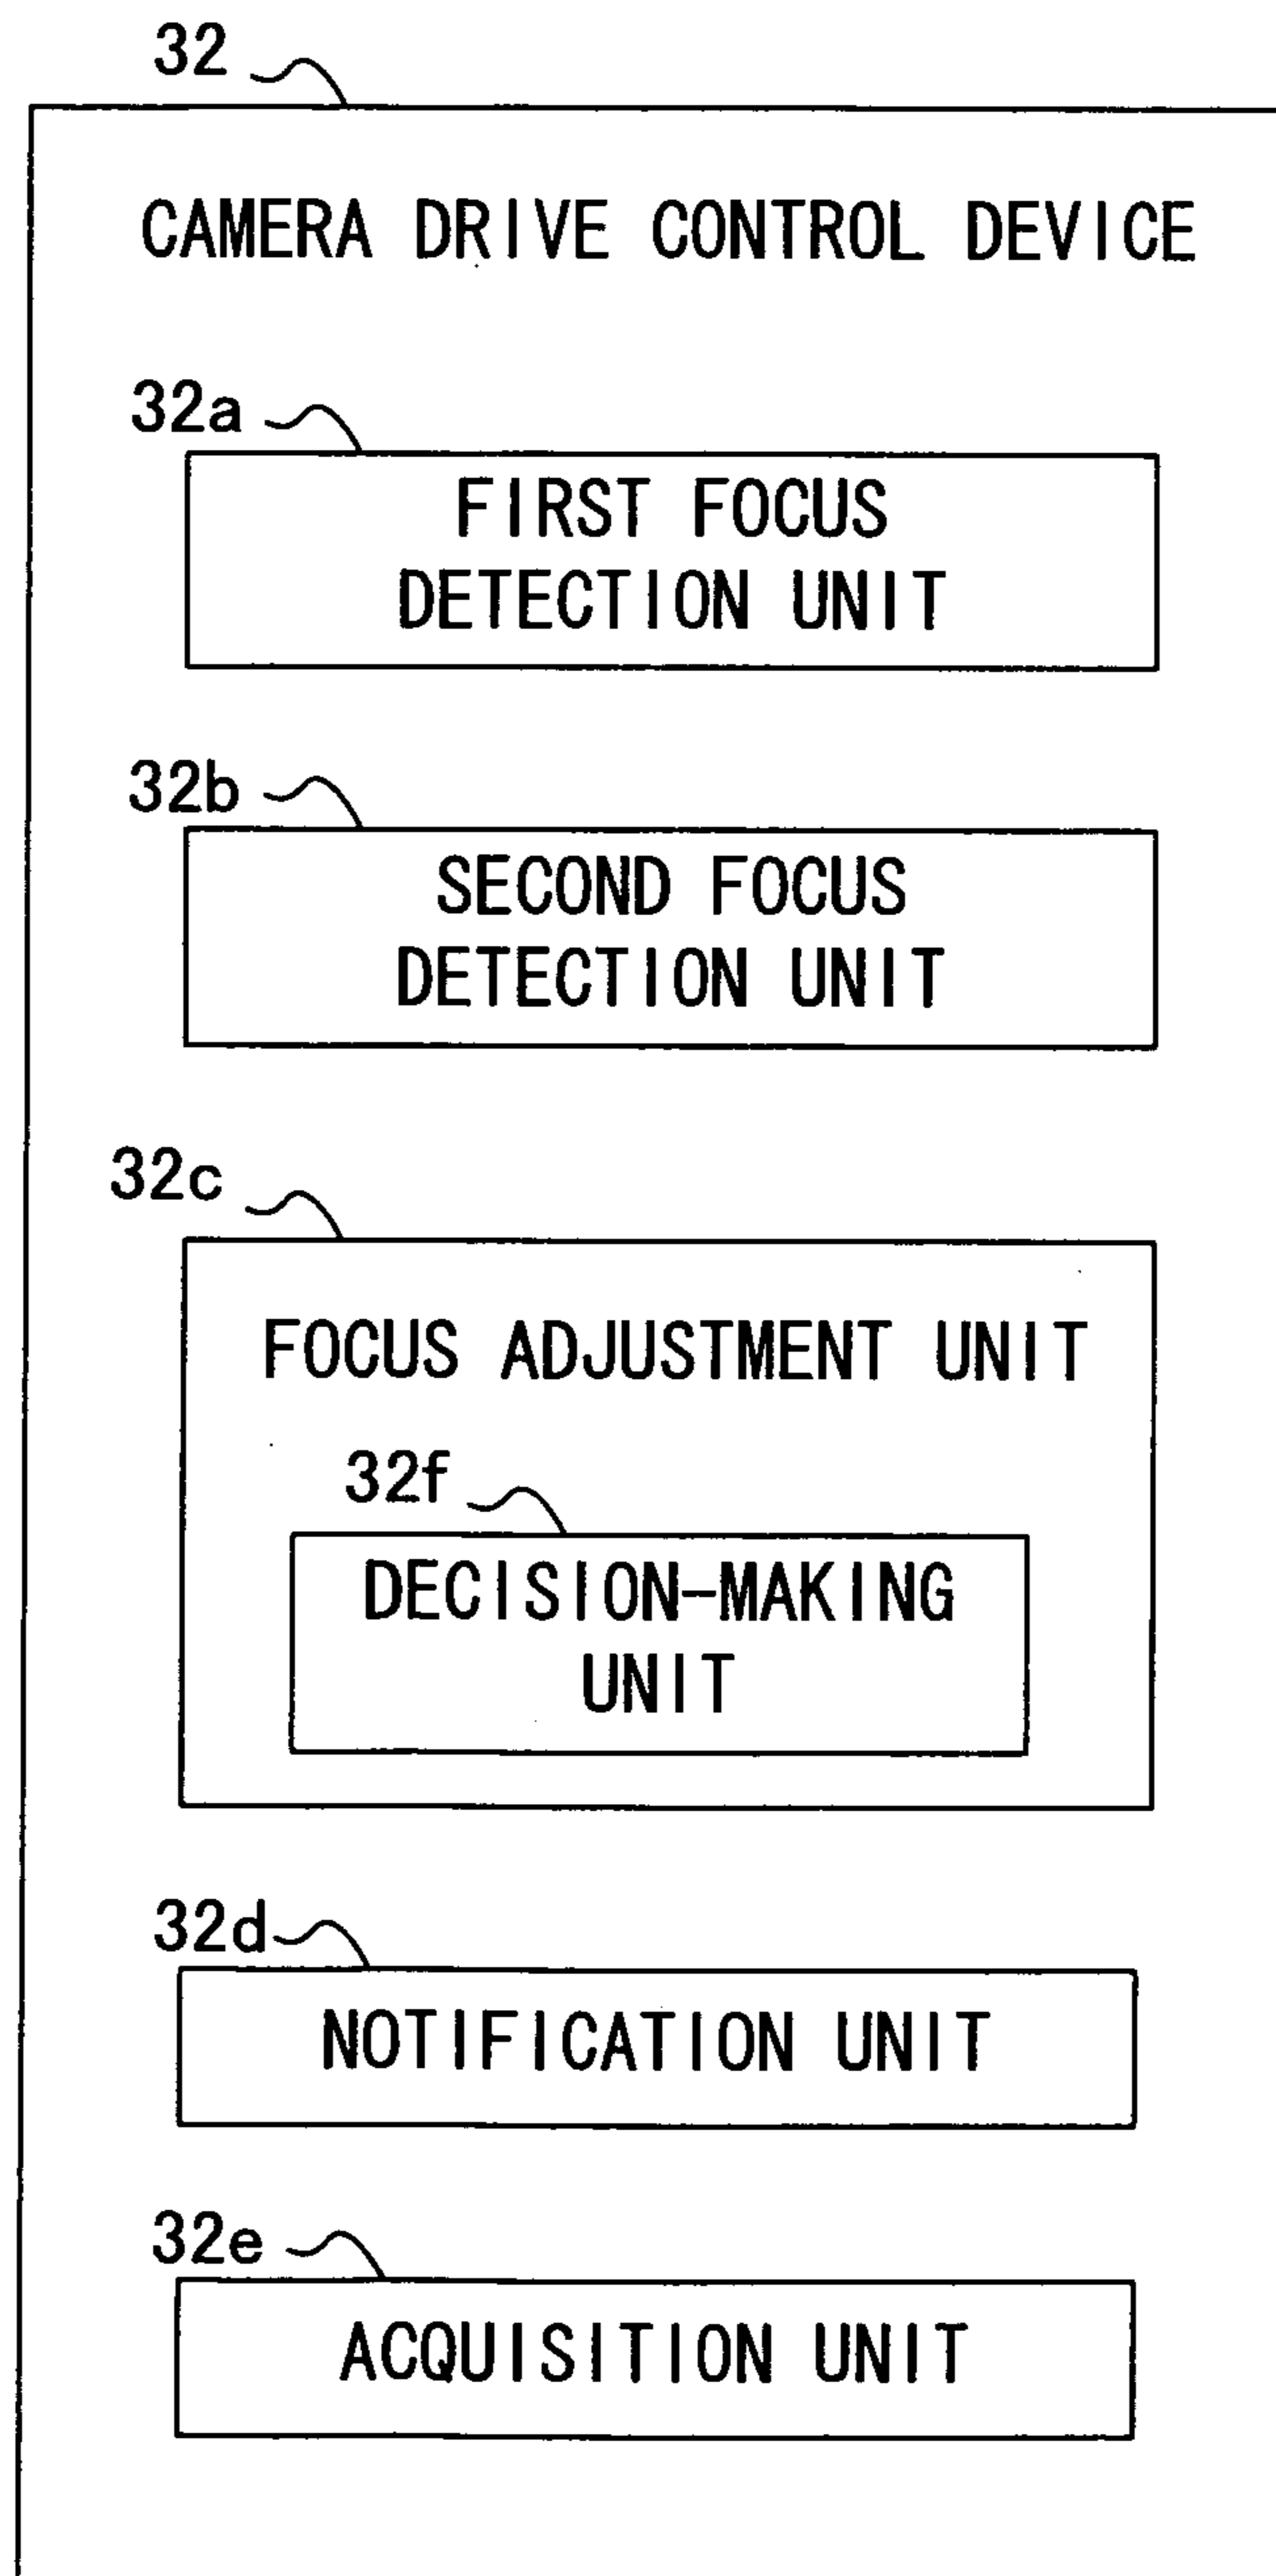 32
CAMERA DRIVE CONTROL DEVICE
32a
FIRST FOCUS
DETECTION UNIT
32b
SECOND FOCUS
DETECTION UNIT
32c
FOCUS ADJUSTMENT UNIT
32f
DECISION-MAKING
UNIT
32d
NOTIFICATION UNIT
32e
ACQUISITION UNIT